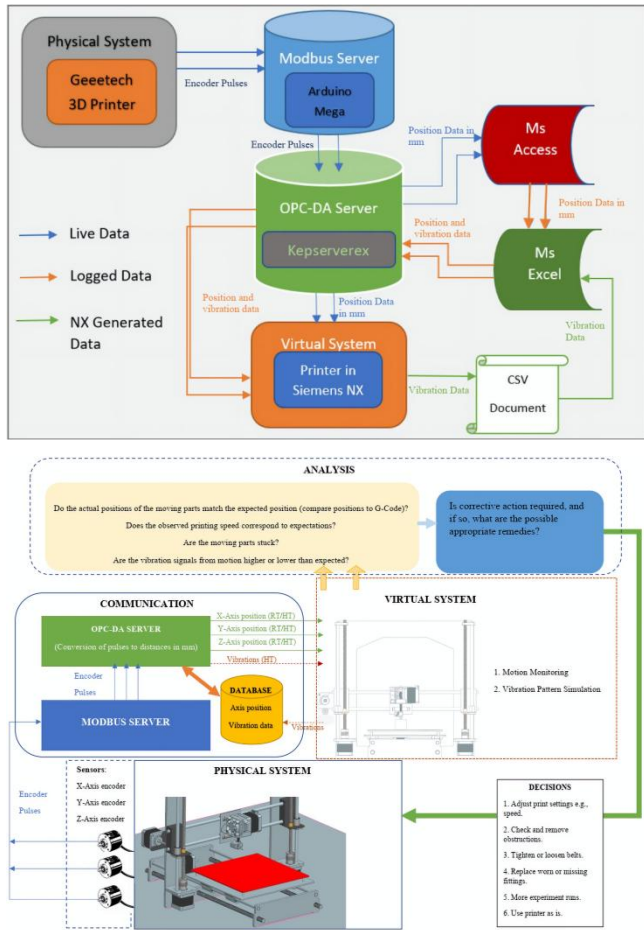 Physical System
Geeetech
3D Printer
Encoder Pulses
Modbus Server
Arduino
Mega
Encoder Pulses
Position Data in
mm
Ms
Access
Position Data in
mm
OPC-DA Server
Kepserverex
Position and
vibration data
Ms
Excel
Live Data
Logged Data
NX Generated
Data
Position and
vibration data
Position Data
in mm
Virtual System
Printer in
Siemens NX
Vibration Data
CSV
Document
Vibration
Data
ANALYSIS
Do the actual positions of the moving parts match the expected position (compare positions to G-Code)?
Does the observed printing speed correspond to expectations?
Are the moving parts stuck?
Are the vibration signals from motion higher or lower than expected?
Is corrective action required, and
if so, what are the possible
appropriate remedies?
COMMUNICATION
OPC-DA SERVER
(Conversion of pulses to distances in mm)
X-Axis position (RT/HT)
Y-Axis position (RT/HT)
Z-Axis position (RT/HT)
Vibrations (HT)
Encoder
Pulses
MODBUS SERVER
DATABASE
Axis position
Vibration data
Vibrations
VIRTUAL SYSTEM
1. Motion Monitoring
2. Vibration Pattern Simulation
Encoder
Pulses
Sensors:
X-Axis encoder
Y-Axis encoder
Z-Axis encoder
PHYSICAL SYSTEM
DECISIONS
1. Adjust print settings e.g.,
speed.
2. Check and remove
obstructions.
3. Tighten or loosen belts.
4. Replace worn or missing
fittings.
5. More experiment runs.
6. Use printer as is.